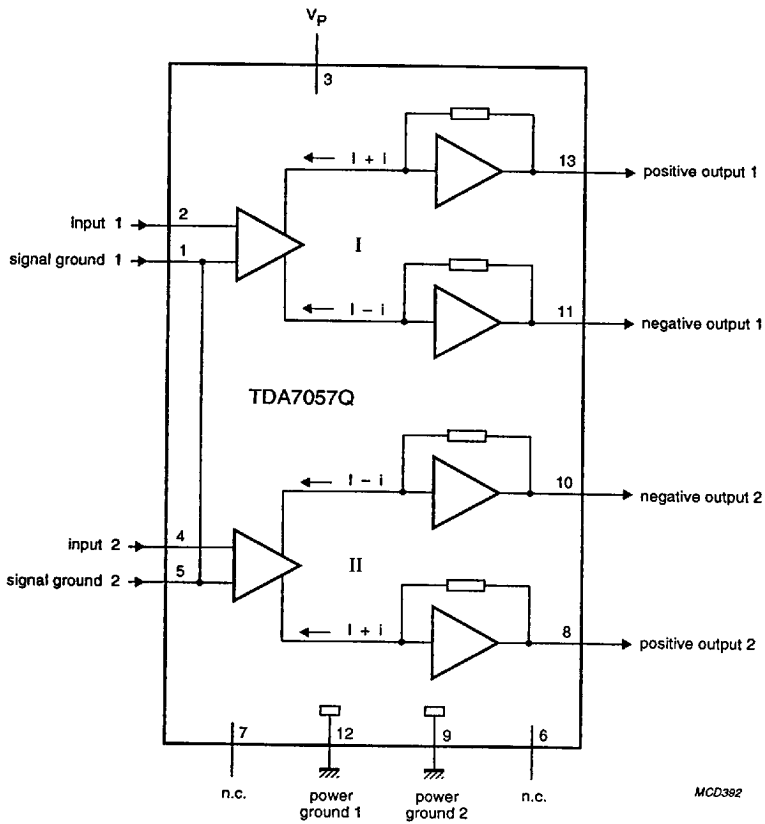 VP
3
I + i
13
positive output 1
input 1
2
signal ground 1
1
I
I – i
11
negative output 1
TDA7057Q
I – i
10
negative output 2
input 2
4
signal ground 2
5
II
I + i
8
positive output 2
7
12
9
6
n.c.
power
ground 1
power
ground 2
n.c.
MCD392